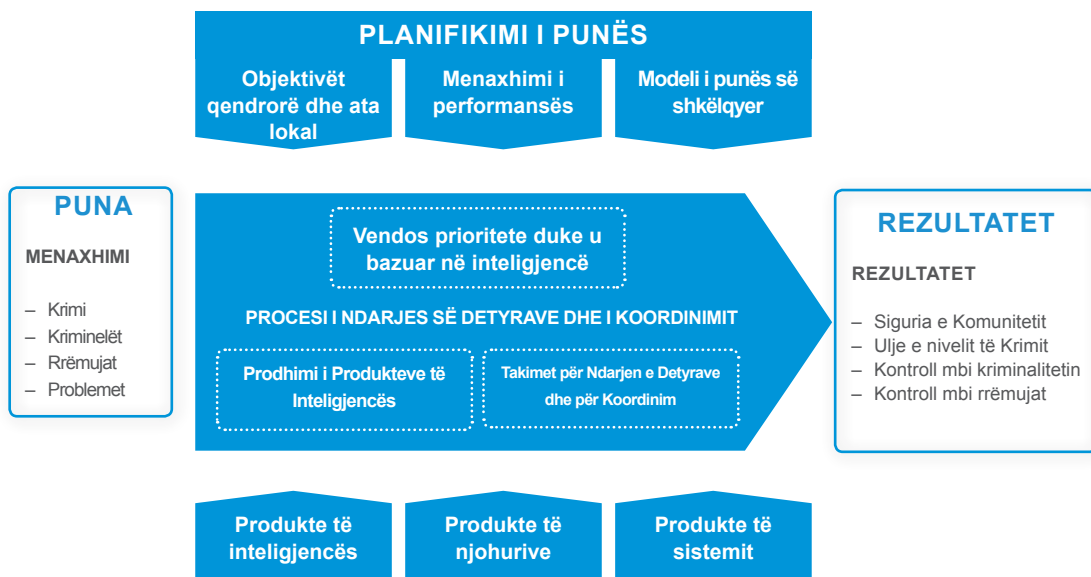 PLANIFIKIMI I PUNËS
Objektivët
qendrorë dhe ata
lokal
Menaxhimi i
performansës
Modeli i punës së
shkëlqyer
PUNA
MENAXHIMI
– Krimi
– Kriminelët
– Rrëmujat
– Problemet
Vendos prioritete duke u
bazuar në inteligjencë
PROCESI I NDARJES SË DETYRAVE DHE I KOORDINIMIT
Prodhimi i Produkteve të
Inteligjencës
Takimet për Ndarjen e Detyrave
dhe për Koordinim
REZULTATET
REZULTATET
– Siguria e Komunitetit
– Ulje e nivelit të Krimit
– Kontroll mbi kriminalitetin
– Kontroll mbi rrëmujat
Produkte të
inteligjencës
Produkte të
njohurive
Produkte të
sistemit